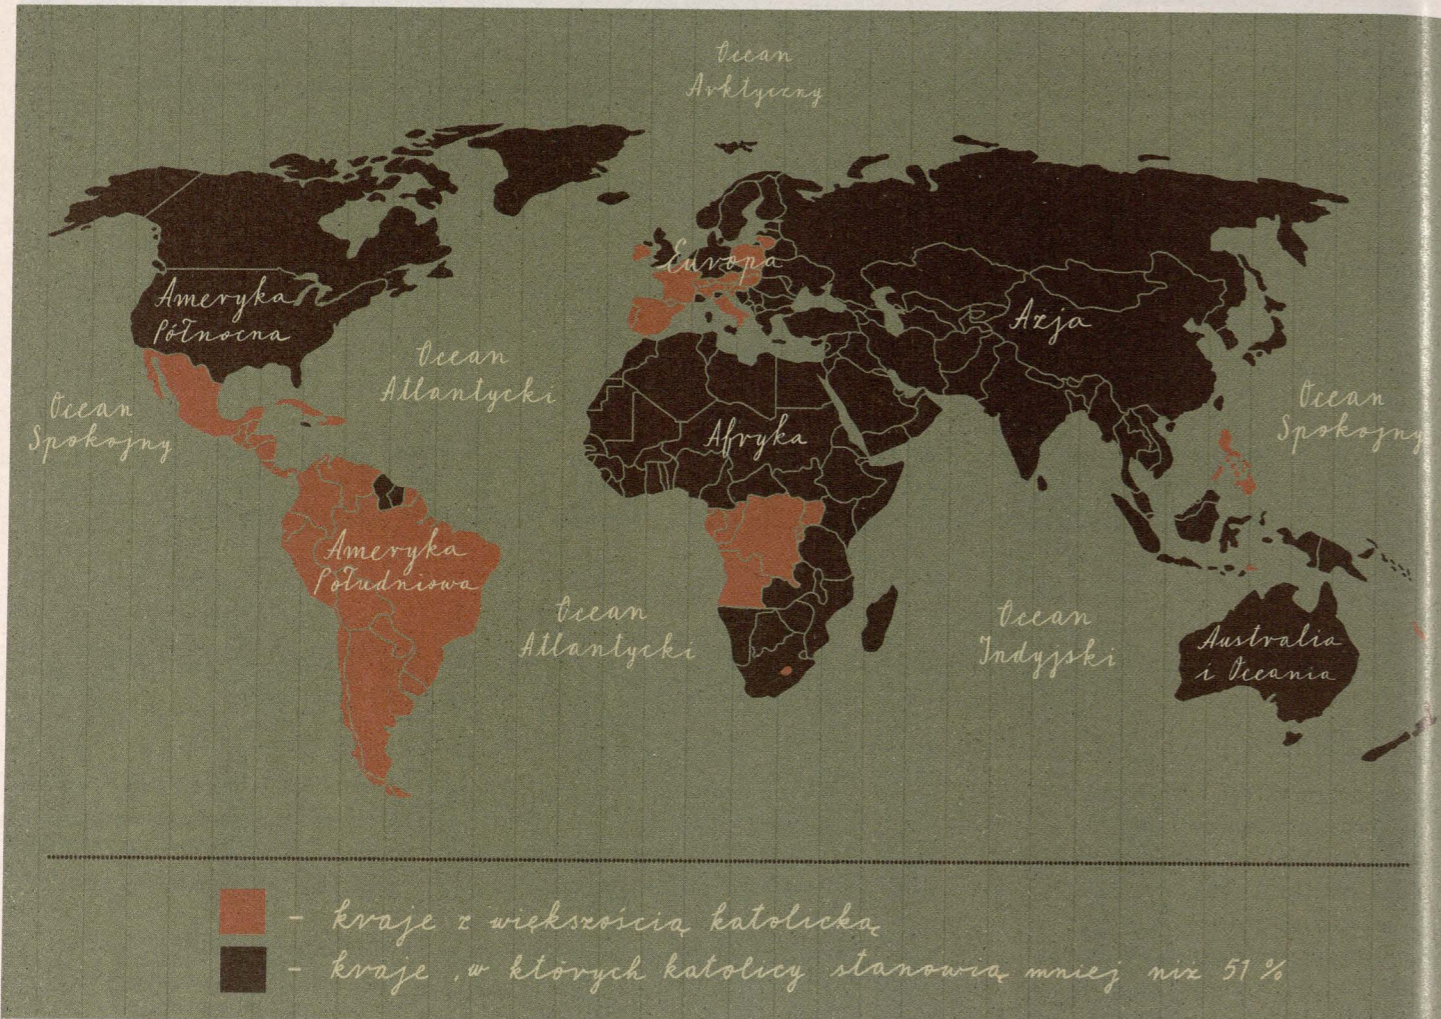 Ocean
Arktyczny
Europa
Ameryka
Północna
Azja
Ocean
Atlantycki
Ocean
Spokojny
Ocean
Spokojny
Afryka
Ameryka
Południowa
Ocean
Atlantycki
Ocean
Indyjski
Australia
i Oceania
- kraje z większością katolicką
- kraje, w których katolicy stanowią mniej niż 51 %